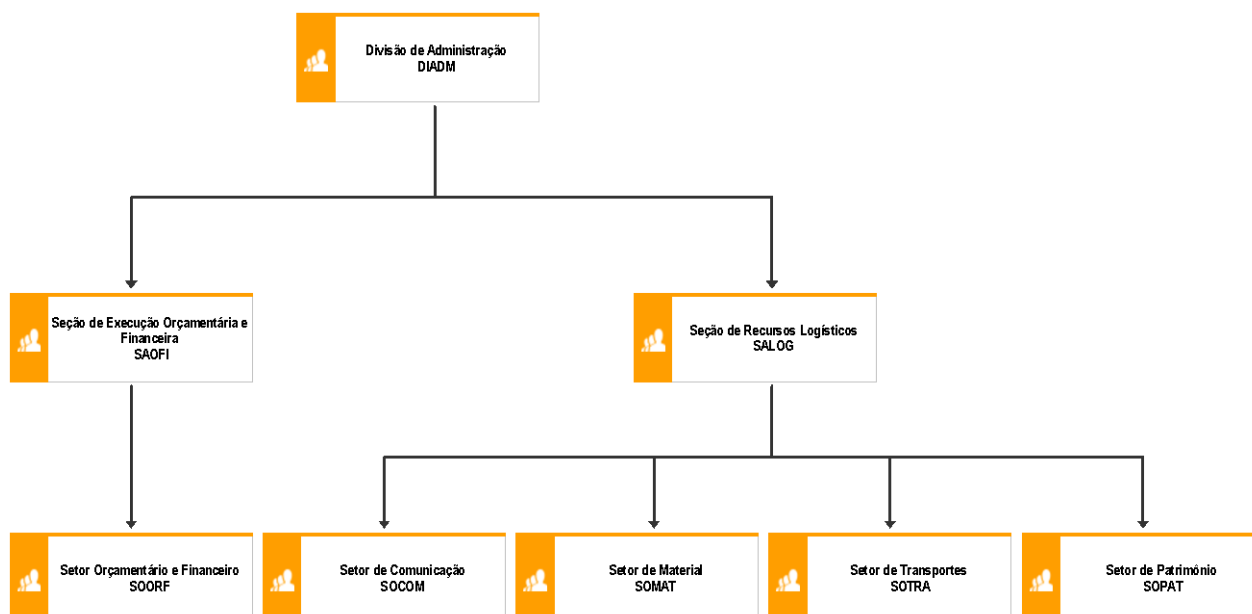 Divisão de Administração
DIADM
Seção de Execução Orçamentária e
Financeira
SAOFI
Seção de Recursos Logísticos
SALOG
Setor Orçamentário e Financeiro
SOORF
Setor de Comunicação
SOCOM
Setor de Material
SOMAT
Setor de Transportes
SOTRA
Setor de Patrimônio
SOPAT